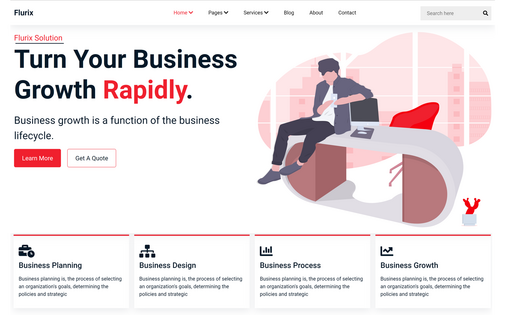 Flurix
Home Pages Services Blog About Contact
Search here
Flurix Solution
Turn Your Business
Growth Rapidly.
Business growth is a function of the business
lifecycle.
Learn More
Get A Quote
Business Planning
Business planning is, the process of selecting
an organization's goals, determining the
policies and strategic
Business Design
Business planning is, the process of selecting
an organization's goals, determining the
policies and strategic
Business Process
Business planning is, the process of selecting
an organization's goals, determining the
policies and strategic
Business Growth
Business planning is, the process of selecting
an organization's goals, determining the
policies and strategic